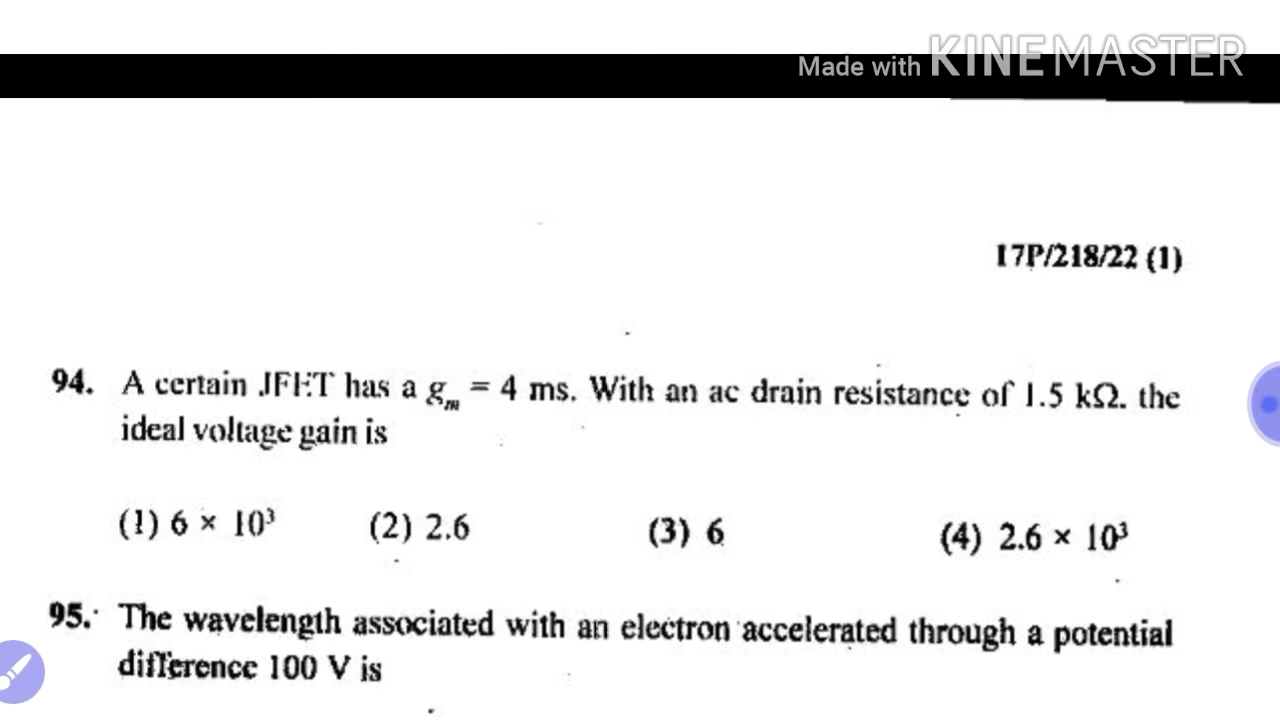 Made with KINEMASTER
17P/218/22 (1)
94. A certain JFET has a gₘ = 4 ms. With an ac drain resistance of 1.5 kΩ. the
ideal voltage gain is
(1) 6 × 10³ (2) 2.6 (3) 6 (4) 2.6 × 10³
95. The wavelength associated with an electron accelerated through a potential
difference 100 V is